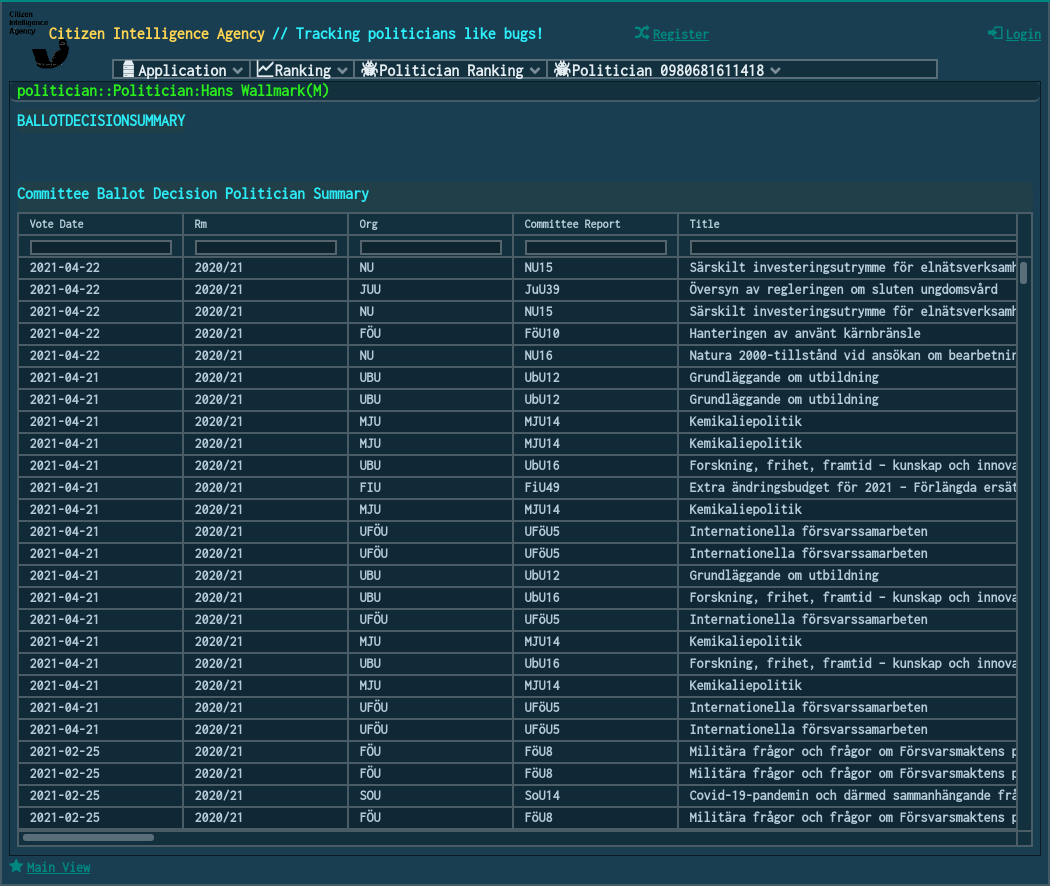 Citizen
Intelligence
Agency
Citizen Intelligence Agency // Tracking politicians like bugs!
Register
Login
Application Ranking Politician Ranking Politician 0980681611418
politician::Politician:Hans Wallmark(M)
BALLOTDECISIONSUMMARY
Committee Ballot Decision Politician Summary
Vote Date Rm Org Committee Report Title
2021-04-22 2020/21 NU NU15 Särskilt investeringsutrymme för elnätsverksamh
2021-04-22 2020/21 JUU JuU39 Översyn av regleringen om sluten ungdomsvård
2021-04-22 2020/21 NU NU15 Särskilt investeringsutrymme för elnätsverksamh
2021-04-22 2020/21 FÖU FöU10 Hanteringen av använt kärnbränsle
2021-04-22 2020/21 NU NU16 Natura 2000-tillstånd vid ansökan om bearbetnin
2021-04-21 2020/21 UBU UbU12 Grundläggande om utbildning
2021-04-21 2020/21 UBU UbU12 Grundläggande om utbildning
2021-04-21 2020/21 MJU MJU14 Kemikaliepolitik
2021-04-21 2020/21 MJU MJU14 Kemikaliepolitik
2021-04-21 2020/21 UBU UbU16 Forskning, frihet, framtid – kunskap och innova
2021-04-21 2020/21 FIU FiU49 Extra ändringsbudget för 2021 – Förlängda ersät
2021-04-21 2020/21 MJU MJU14 Kemikaliepolitik
2021-04-21 2020/21 UFÖU UFöU5 Internationella försvarssamarbeten
2021-04-21 2020/21 UFÖU UFöU5 Internationella försvarssamarbeten
2021-04-21 2020/21 UBU UbU12 Grundläggande om utbildning
2021-04-21 2020/21 UBU UbU16 Forskning, frihet, framtid – kunskap och innova
2021-04-21 2020/21 UFÖU UFöU5 Internationella försvarssamarbeten
2021-04-21 2020/21 MJU MJU14 Kemikaliepolitik
2021-04-21 2020/21 UBU UbU16 Forskning, frihet, framtid – kunskap och innova
2021-04-21 2020/21 MJU MJU14 Kemikaliepolitik
2021-04-21 2020/21 UFÖU UFöU5 Internationella försvarssamarbeten
2021-04-21 2020/21 UFÖU UFöU5 Internationella försvarssamarbeten
2021-02-25 2020/21 FÖU FöU8 Militära frågor och frågor om Försvarsmaktens p
2021-02-25 2020/21 FÖU FöU8 Militära frågor och frågor om Försvarsmaktens p
2021-02-25 2020/21 SOU SoU14 Covid-19-pandemin och därmed sammanhängande frå
2021-02-25 2020/21 FÖU FöU8 Militära frågor och frågor om Försvarsmaktens p
Main View